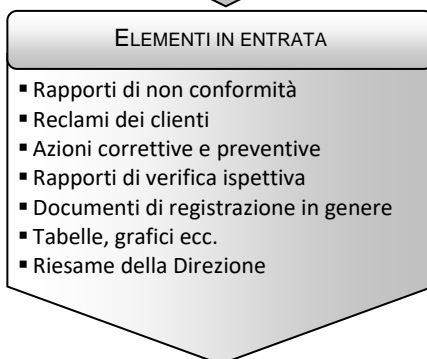 ELEMENTI IN ENTRATA
▪ Rapporti di non conformità
▪ Reclami dei clienti
▪ Azioni correttive e preventive
▪ Rapporti di verifica ispettiva
▪ Documenti di registrazione in genere
▪ Tabelle, grafici ecc.
▪ Riesame della Direzione